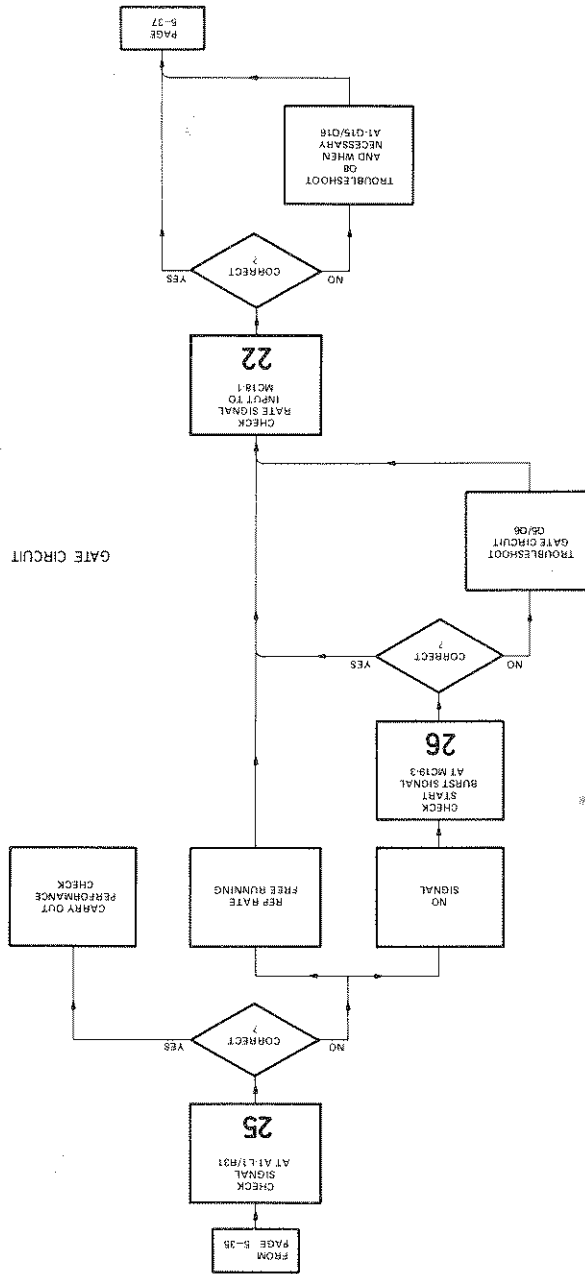 FROM
PAGE 5-35
CHECK
SIGNAL
AT A1-L1/R31
25
CORRECT
?
NO
YES
NO
SIGNAL
FREE RUNNING
REP RATE
CARRY OUT
PERFORMANCE
CHECK
CHECK
START
BURST SIGNAL
AT MC19-3
26
CORRECT
?
NO
YES
TROUBLESHOOT
GATE CIRCUIT
Q5/Q6
GATE CIRCUIT
CHECK
RATE SIGNAL
INPUT TO
MC18-1
22
CORRECT
?
NO
YES
TROUBLESHOOT
Q8
AND WHEN
NECESSARY
A1-Q15/Q16
PAGE
5-37